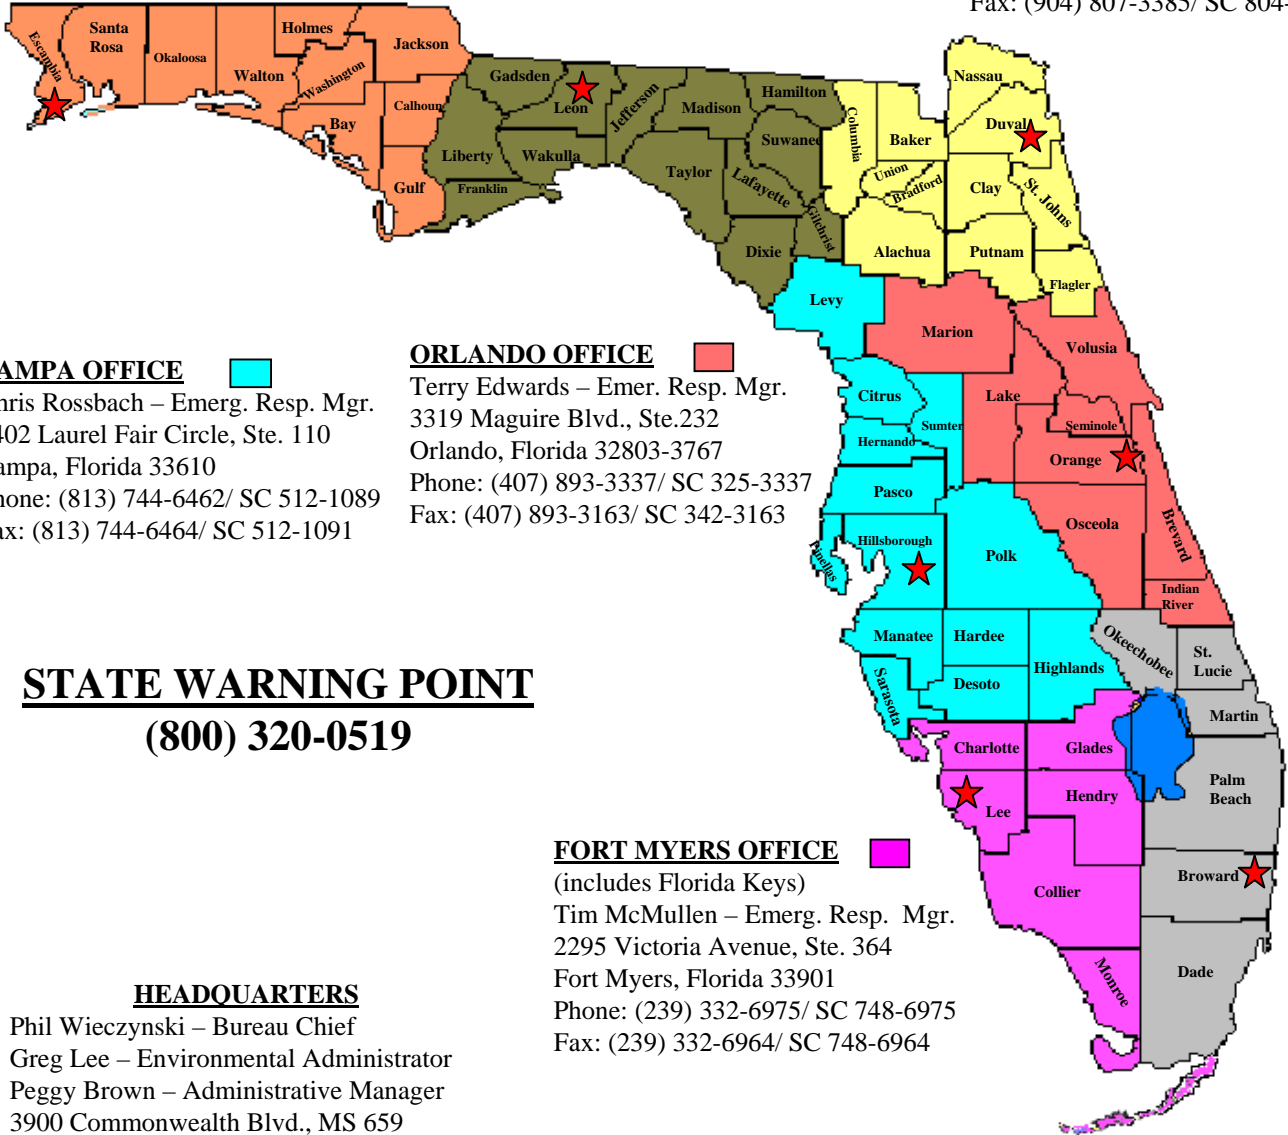 Fax: (904) 807-3385/ SC 804-
Escambia
Santa
Rosa
Okaloosa
Walton
Holmes
Washington
Jackson
Bay
Calhoun
Gulf
Gadsden
Leon
Liberty
Wakulla
Franklin
Jefferson
Madison
Hamilton
Suwanee
Taylor
Lafayette
Gilchrist
Dixie
Columbia
Nassau
Duval
Baker
Union
Bradford
Clay
St. Johns
Alachua
Putnam
Flagler
Levy
Marion
Volusia
Citrus
Sumter
Lake
Seminole
Hernando
Orange
Pasco
Osceola
Brevard
Pinellas
Hillsborough
Polk
Indian
River
Manatee
Hardee
Highlands
Okeechobee
St.
Lucie
Sarasota
Desoto
Martin
Charlotte
Glades
Palm
Beach
Lee
Hendry
Broward
Collier
Monroe
Dade
AMPA OFFICE
hris Rossbach – Emerg. Resp. Mgr.
402 Laurel Fair Circle, Ste. 110
ampa, Florida 33610
hone: (813) 744-6462/ SC 512-1089
ax: (813) 744-6464/ SC 512-1091
ORLANDO OFFICE
Terry Edwards – Emer. Resp. Mgr.
3319 Maguire Blvd., Ste.232
Orlando, Florida 32803-3767
Phone: (407) 893-3337/ SC 325-3337
Fax: (407) 893-3163/ SC 342-3163
STATE WARNING POINT
(800) 320-0519
FORT MYERS OFFICE
(includes Florida Keys)
Tim McMullen – Emerg. Resp. Mgr.
2295 Victoria Avenue, Ste. 364
Fort Myers, Florida 33901
Phone: (239) 332-6975/ SC 748-6975
Fax: (239) 332-6964/ SC 748-6964
HEADQUARTERS
Phil Wieczynski – Bureau Chief
Greg Lee – Environmental Administrator
Peggy Brown – Administrative Manager
3900 Commonwealth Blvd., MS 659